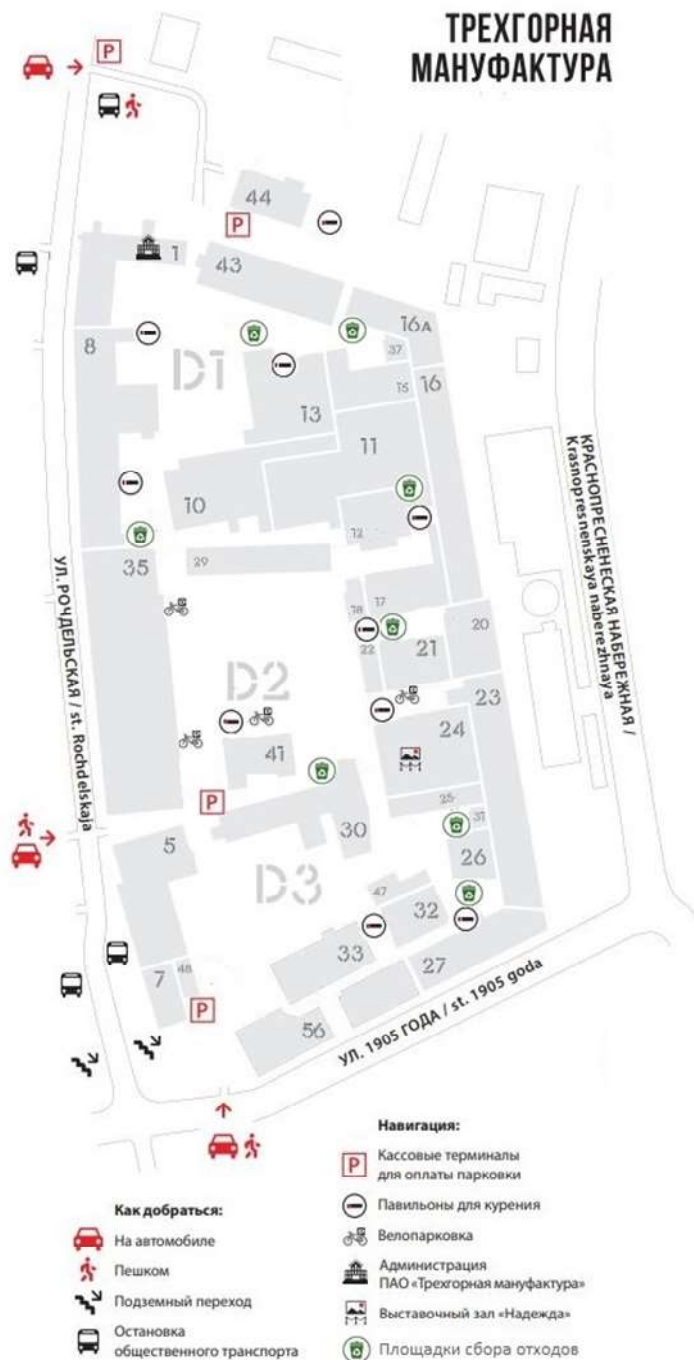 ТРЕХГОРНАЯ
МАНУФАКТУРА
P
44
P
1
43
16А
8
37
D1
15
16
13
11
10
12
35
29
18
17
20
22
21
D2
23
24
41
P
25
31
5
30
26
D3
47
32
33
27
7
48
P
56
УЛ. РОЧДЕЛЬСКАЯ / st. Rochdelskaja
КРАСНОПРЕСНЕНЕСКАЯ НАБЕРЕЖНАЯ /
Krasnopresnenskaya naberezhnaya
УЛ. 1905 ГОДА / st. 1905 goda
Как добраться:
На автомобиле
Пешком
Подземный переход
Остановка
общественного транспорта
Навигация:
P
Кассовые терминалы
для оплаты парковки
Павильоны для курения
Велопарковка
Администрация
ПАО «Трехгорная мануфактура»
Выставочный зал «Надежда»
Площадки сбора отходов